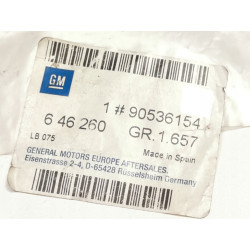 GM
1 # 90536154
6 46 260 GR.1.657
LB 075 Made in Spain
GENERAL MOTORS EUROPE AFTERSALES.
Eisenstrasse 2-4, D-65428 Russelsheim Germany